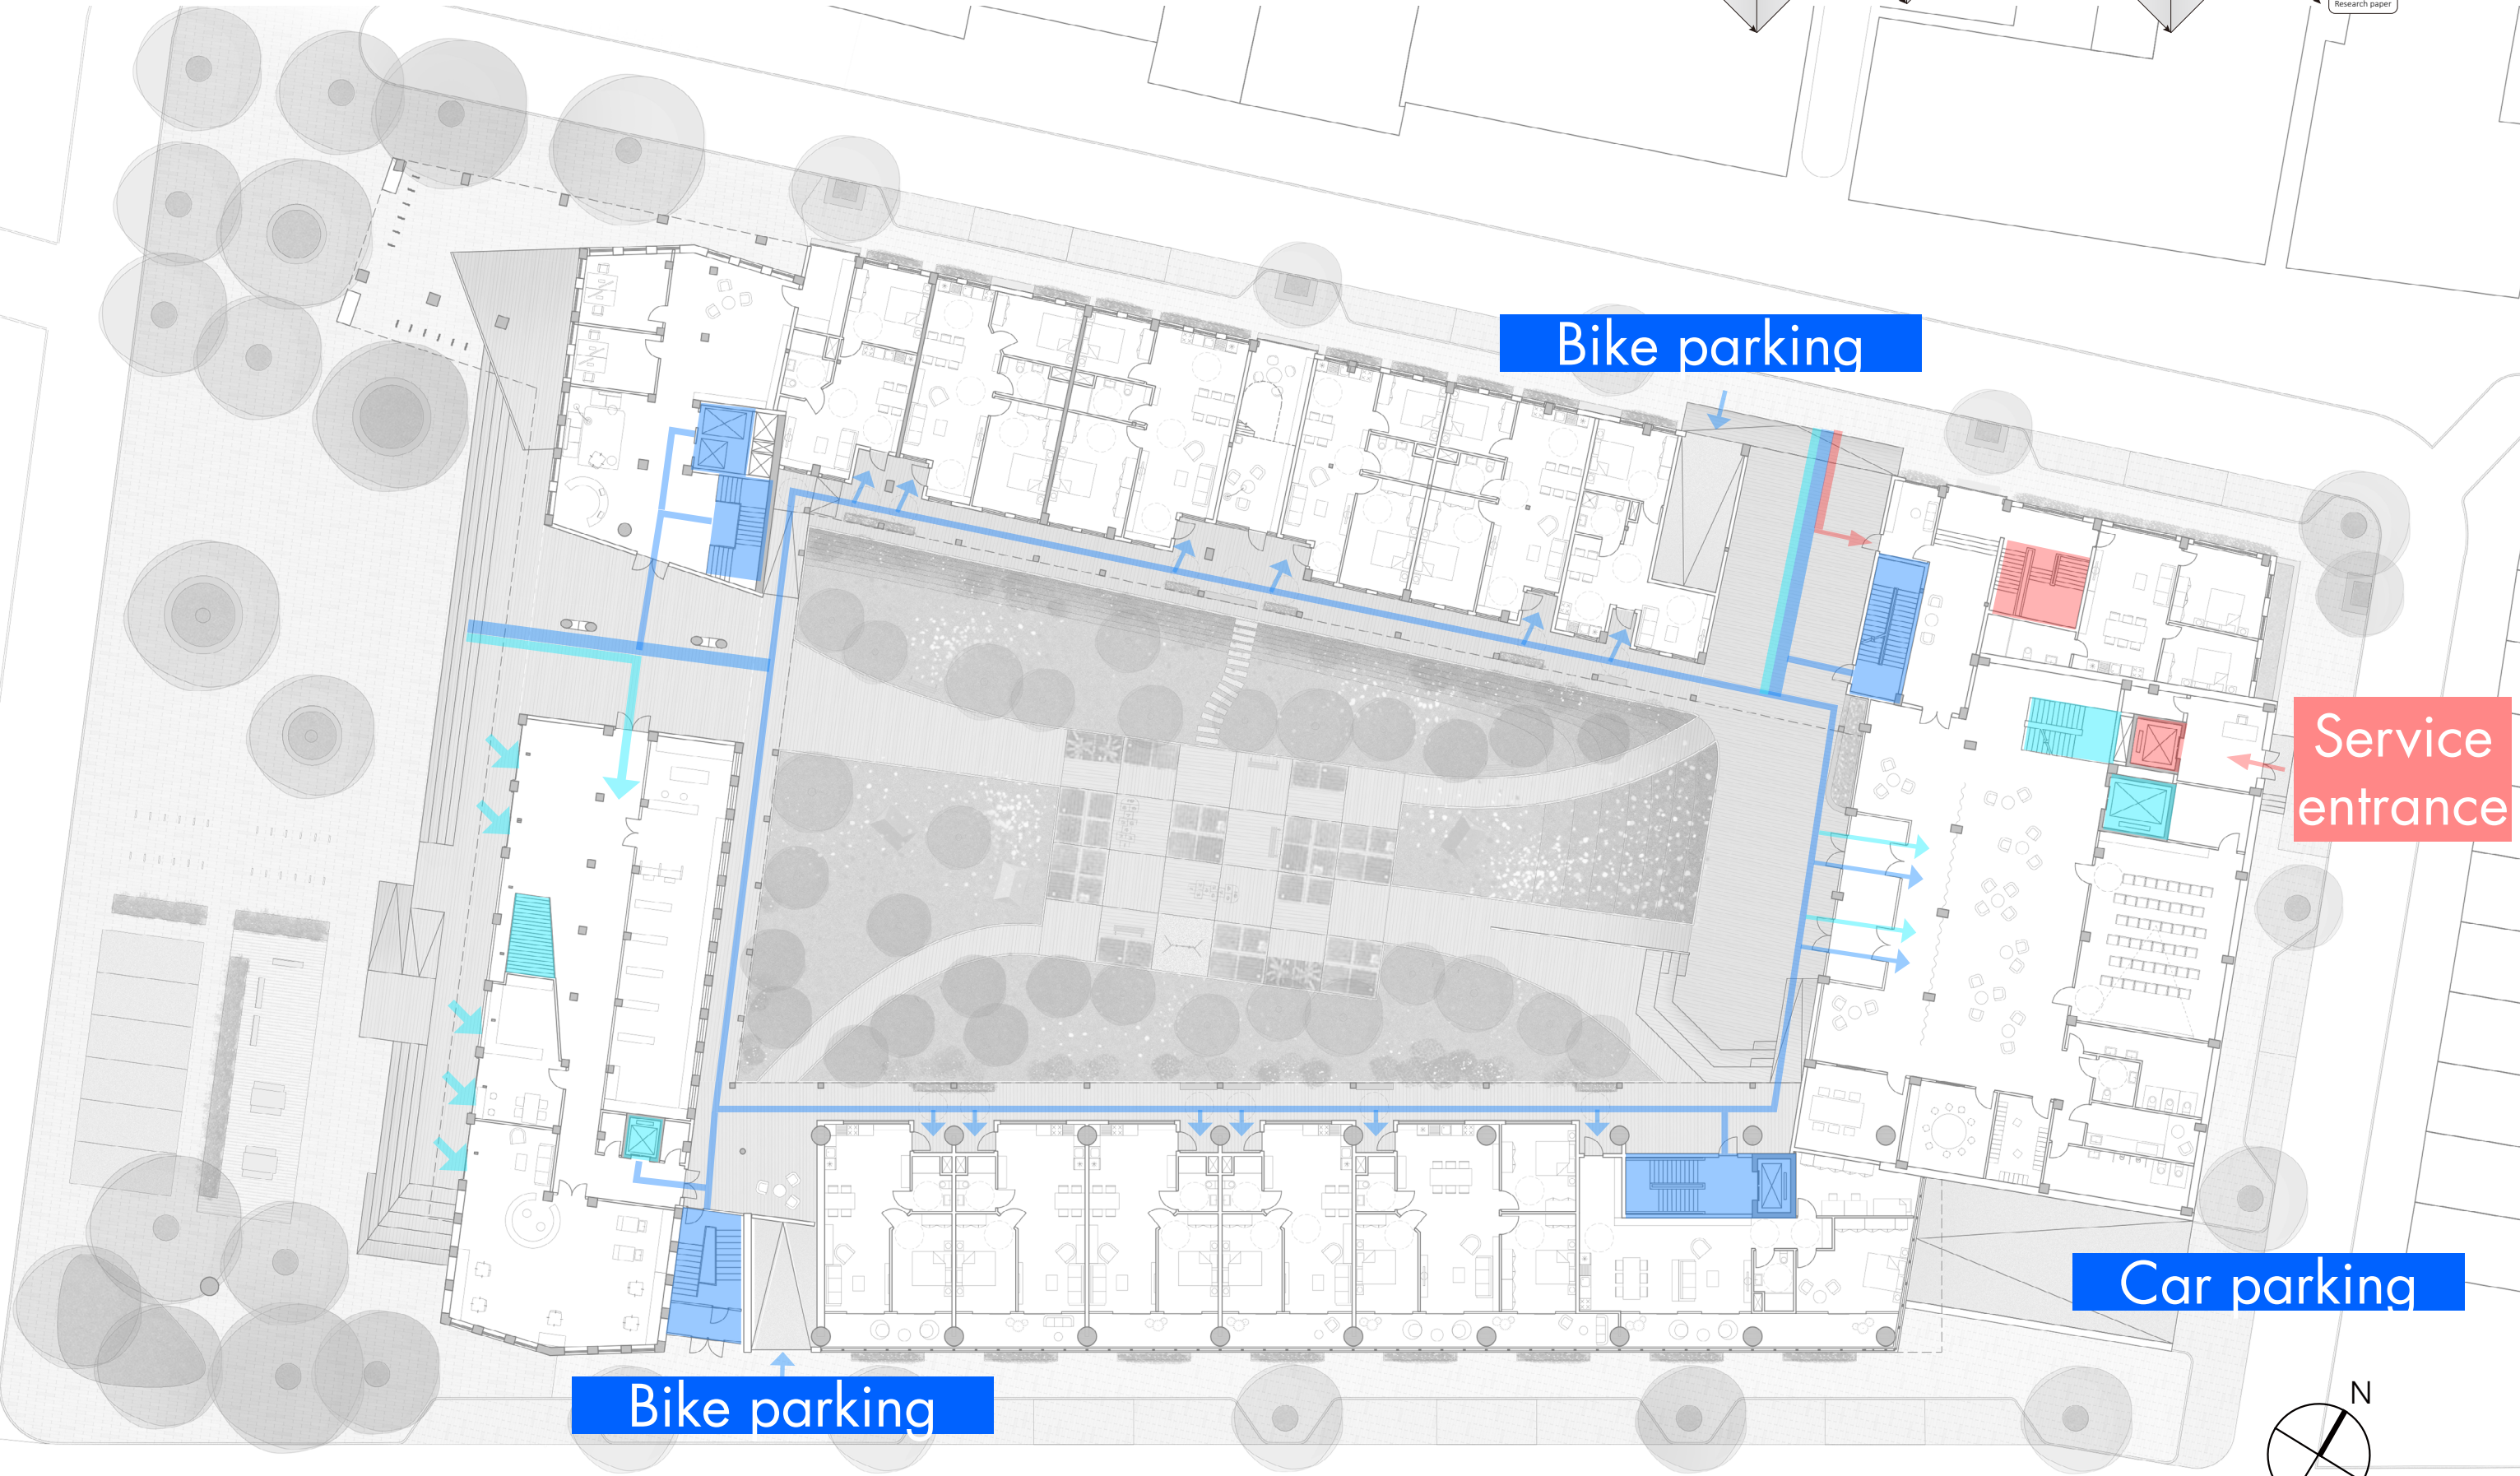 Research paper
Bike parking
Service
entrance
Car parking
Bike parking
N